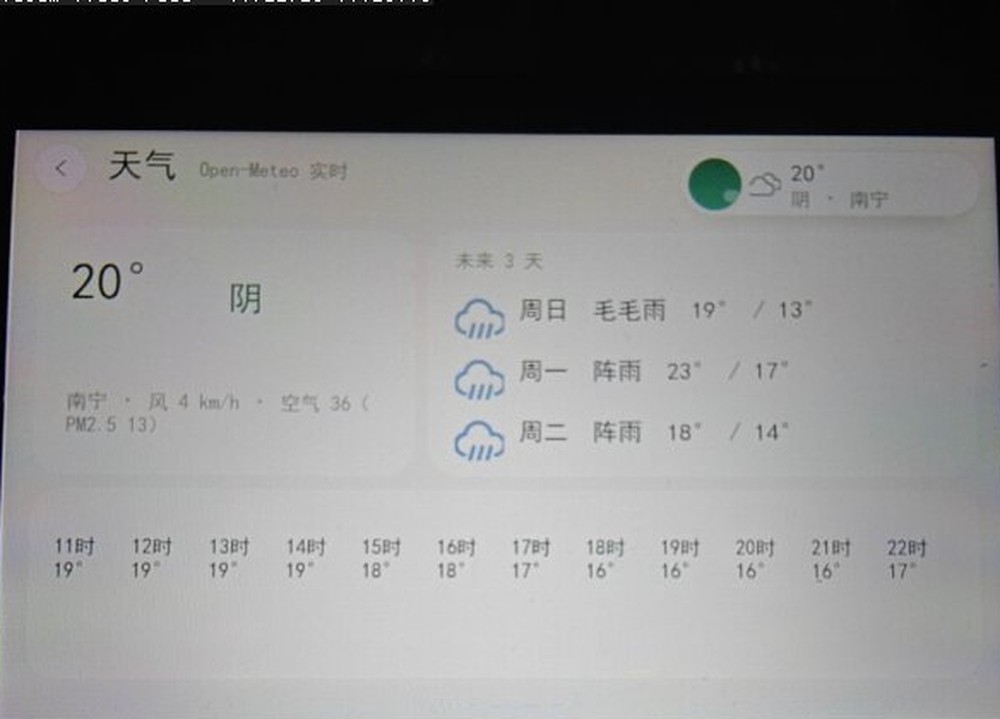 天气 Open-Meteo 实时
20°
阴 · 南宁
20° 阴
南宁 · 风 4 km/h · 空气 36（
PM2.5 13）
未来 3 天
周日 毛毛雨 19° / 13°
周一 阵雨 23° / 17°
周二 阵雨 18° / 14°
11时 12时 13时 14时 15时 16时 17时 18时 19时 20时 21时 22时
19° 19° 19° 19° 18° 18° 17° 16° 16° 16° 16° 17°